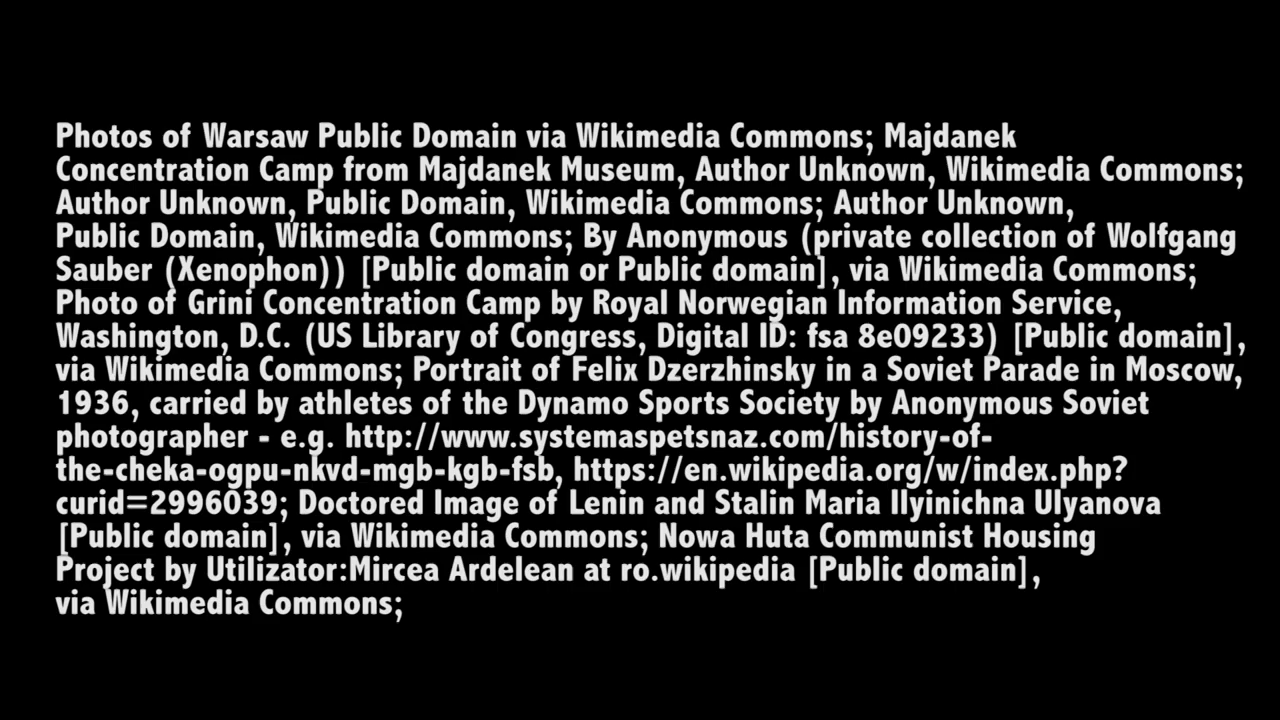 Photos of Warsaw Public Domain via Wikimedia Commons; Majdanek
Concentration Camp from Majdanek Museum, Author Unknown, Wikimedia Commons;
Author Unknown, Public Domain, Wikimedia Commons; Author Unknown,
Public Domain, Wikimedia Commons; By Anonymous (private collection of Wolfgang
Sauber (Xenophon)) [Public domain or Public domain], via Wikimedia Commons;
Photo of Grini Concentration Camp by Royal Norwegian Information Service,
Washington, D.C. (US Library of Congress, Digital ID: fsa 8e09233) [Public domain],
via Wikimedia Commons; Portrait of Felix Dzerzhinsky in a Soviet Parade in Moscow,
1936, carried by athletes of the Dynamo Sports Society by Anonymous Soviet
photographer - e.g. http://www.systemaspetsnaz.com/history-of-
the-cheka-ogpu-nkvd-mgb-kgb-fsb, https://en.wikipedia.org/w/index.php?
curid=2996039; Doctored Image of Lenin and Stalin Maria Ilyinichna Ulyanova
[Public domain], via Wikimedia Commons; Nowa Huta Communist Housing
Project by Utilizator:Mircea Ardelean at ro.wikipedia [Public domain],
via Wikimedia Commons;